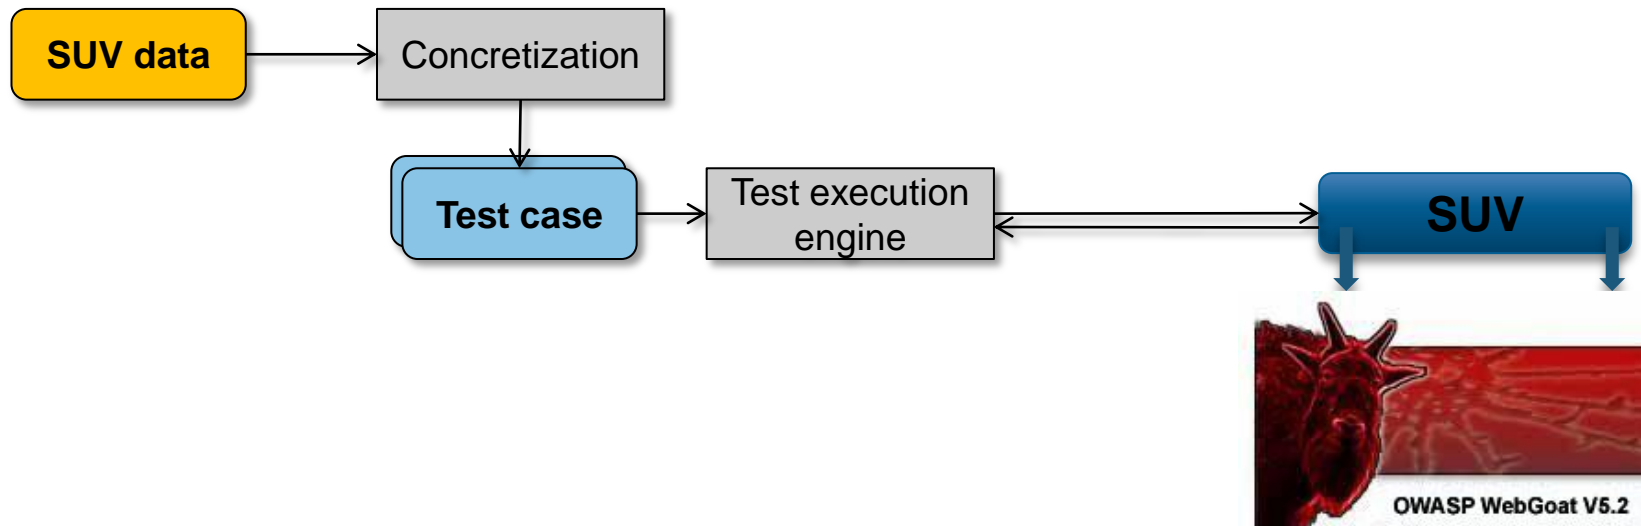 SUV data
Concretization
Test case
Test execution
engine
SUV
OWASP WebGoat V5.2